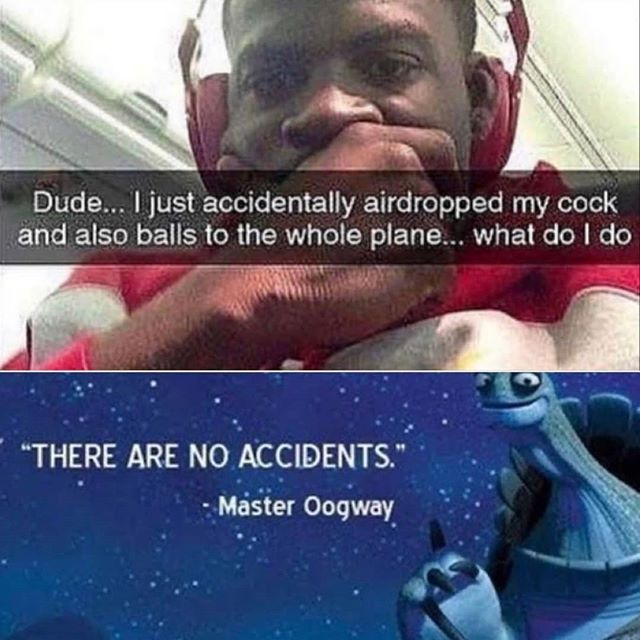 Dude... I just accidentally airdropped my cock
and also balls to the whole plane... what do I do
“THERE ARE NO ACCIDENTS.”
- Master Oogway